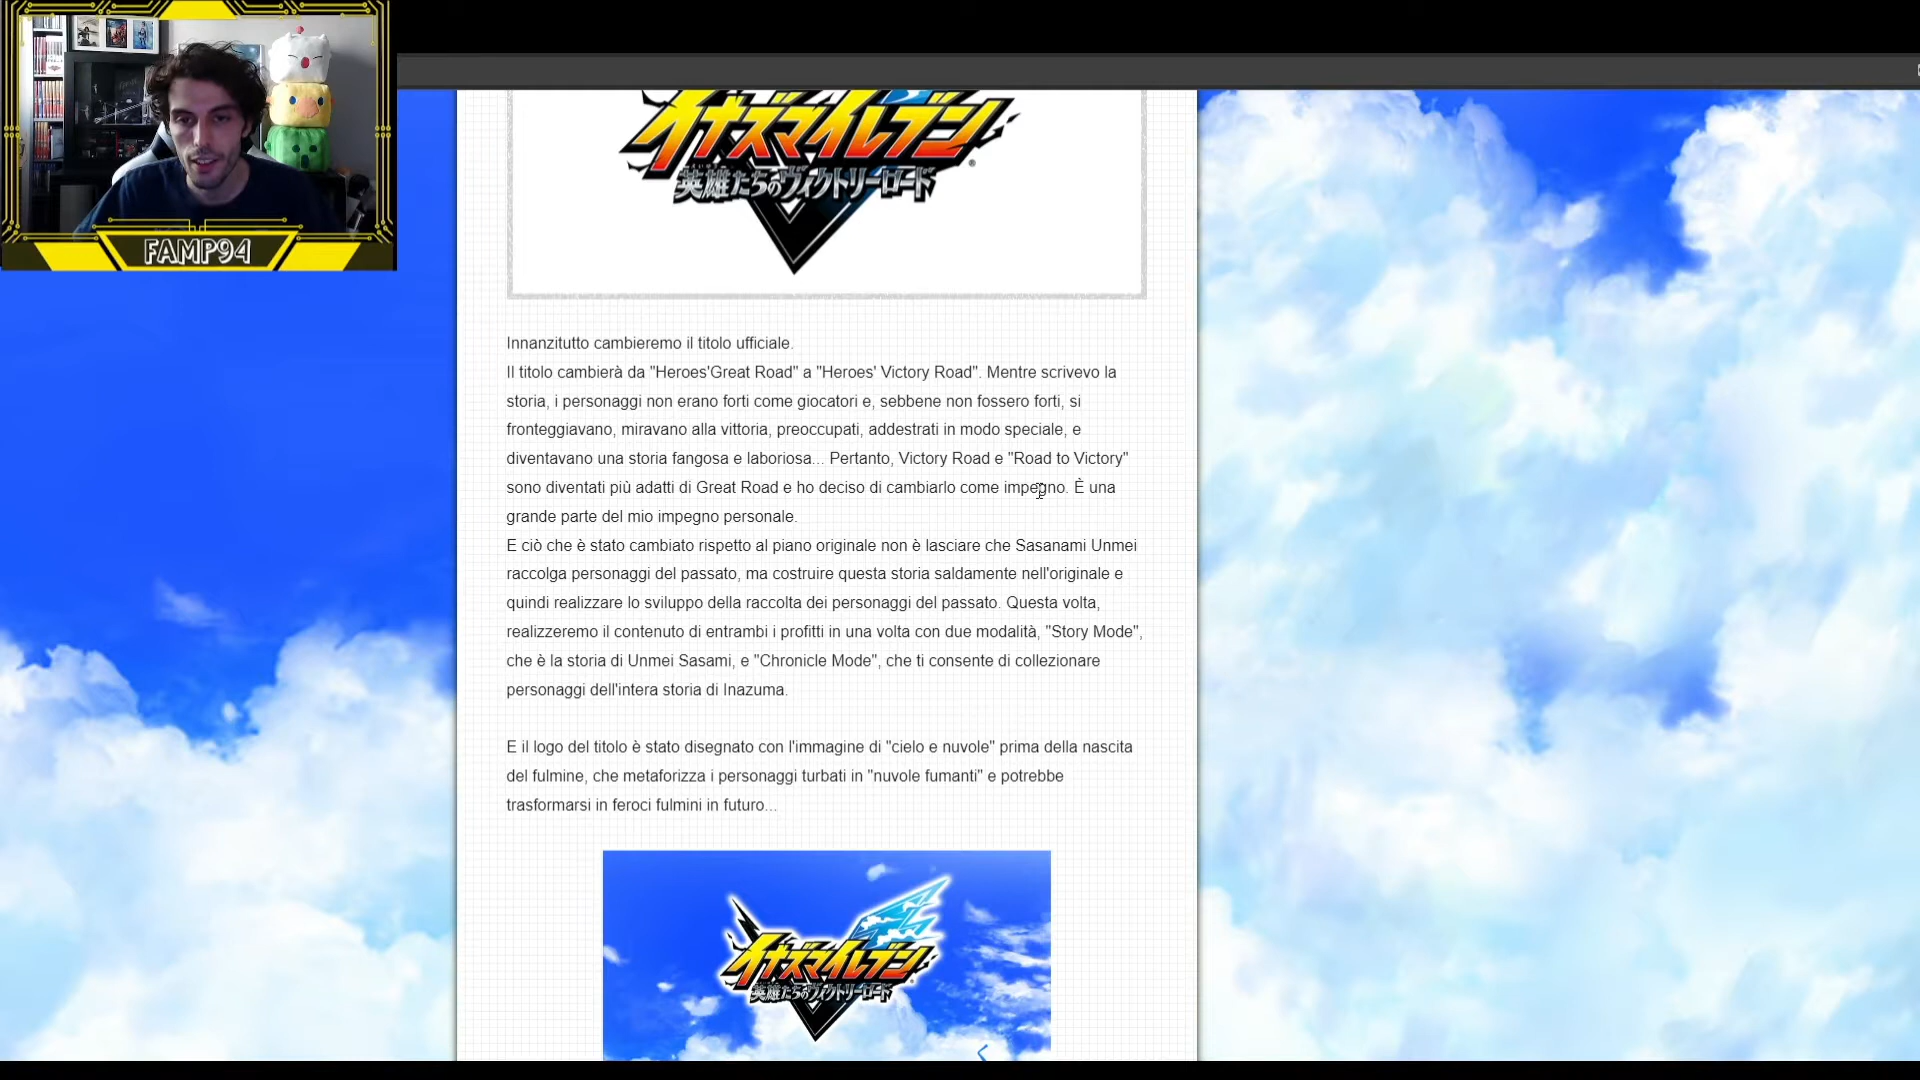 FAMP94
イナズマイレブン
英雄たちのヴィクトリーロード
Innanzitutto cambieremo il titolo ufficiale.
Il titolo cambierà da "Heroes'Great Road" a "Heroes' Victory Road". Mentre scrivevo la
storia, i personaggi non erano forti come giocatori e, sebbene non fossero forti, si
fronteggiavano, miravano alla vittoria, preoccupati, addestrati in modo speciale, e
diventavano una storia fangosa e laboriosa... Pertanto, Victory Road e "Road to Victory"
sono diventati più adatti di Great Road e ho deciso di cambiarlo come impegno. È una
grande parte del mio impegno personale.
E ciò che è stato cambiato rispetto al piano originale non è lasciare che Sasanami Unmei
raccolga personaggi del passato, ma costruire questa storia saldamente nell'originale e
quindi realizzare lo sviluppo della raccolta dei personaggi del passato. Questa volta,
realizzeremo il contenuto di entrambi i profitti in una volta con due modalità, "Story Mode",
che è la storia di Unmei Sasami, e "Chronicle Mode", che ti consente di collezionare
personaggi dell'intera storia di Inazuma.
E il logo del titolo è stato disegnato con l'immagine di "cielo e nuvole" prima della nascita
del fulmine, che metaforizza i personaggi turbati in "nuvole fumanti" e potrebbe
trasformarsi in feroci fulmini in futuro...
イナズマイレブン
英雄たちのヴィクトリーロード